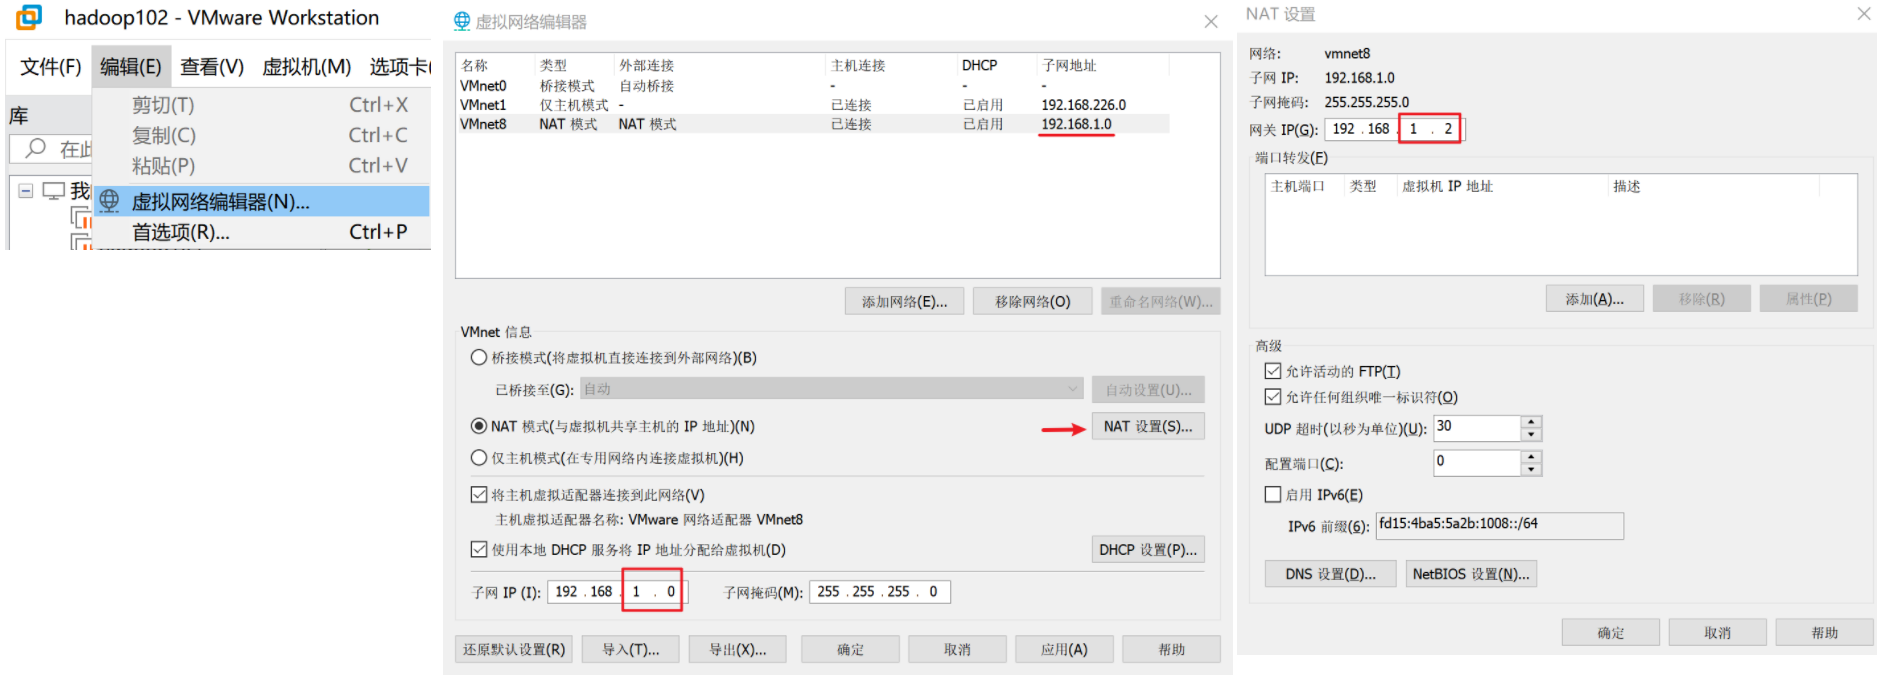 hadoop102 - VMware Workstation
文件(F) 编辑(E) 查看(V) 虚拟机(M) 选项卡(
库
剪切(T) Ctrl+X
复制(C) Ctrl+C
在此
粘贴(P) Ctrl+V
我
虚拟网络编辑器(N)...
首选项(R)... Ctrl+P
虚拟网络编辑器
名称 类型 外部连接 主机连接 DHCP 子网地址
VMnet0 桥接模式 自动桥接 - - -
VMnet1 仅主机模式 - 已连接 已启用 192.168.226.0
VMnet8 NAT 模式 NAT 模式 已连接 已启用 192.168.1.0
添加网络(E)... 移除网络(O) 重命名网络(W)...
VMnet 信息
桥接模式(将虚拟机直接连接到外部网络)(B)
已桥接至(G): 自动 自动设置(U)...
NAT 模式(与虚拟机共享主机的 IP 地址)(N) NAT 设置(S)...
仅主机模式(在专用网络内连接虚拟机)(H)
将主机虚拟适配器连接到此网络(V)
主机虚拟适配器名称: VMware 网络适配器 VMnet8
使用本地 DHCP 服务将 IP 地址分配给虚拟机(D) DHCP 设置(P)...
子网 IP (I): 192 . 168 . 1 . 0 子网掩码(M): 255 . 255 . 255 . 0
还原默认设置(R) 导入(T)... 导出(X)... 确定 取消 应用(A) 帮助
NAT 设置
网络: vmnet8
子网 IP: 192.168.1.0
子网掩码: 255.255.255.0
网关 IP(G): 192 . 168 . 1 . 2
端口转发(F)
主机端口 类型 虚拟机 IP 地址 描述
添加(A)... 移除(R) 属性(P)
高级
允许活动的 FTP(T)
允许任何组织唯一标识符(O)
UDP 超时(以秒为单位)(U): 30
配置端口(C): 0
启用 IPv6(E)
IPv6 前缀(6): fd15:4ba5:5a2b:1008::/64
DNS 设置(D)... NetBIOS 设置(N)...
确定 取消 帮助